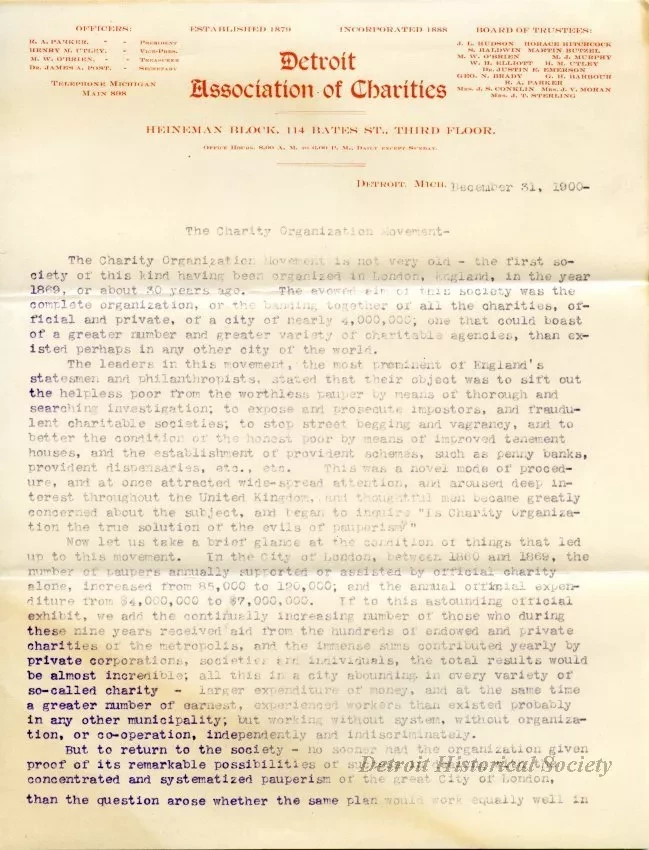 OFFICERS:
R. A. PARKER, - - PRESIDENT
HENRY M. UTLEY, - VICE-PRES.
M. W. O'BRIEN, - - TREASURER
DR. JAMES A. POST, - SECRETARY
TELEPHONE MICHIGAN
MAIN 898
ESTABLISHED 1879 INCORPORATED 1888
Detroit
Association of Charities
BOARD OF TRUSTEES:
J. L. HUDSON HORACE HITCHCOCK
S. BALDWIN MARTIN BUTZEL
M. W. O'BRIEN M. J. MURPHY
W. H. ELLIOTT H. M. UTLEY
DR. JUSTIN E. EMERSON
GEO. N. BRADY G. H. BARBOUR
R. A. PARKER
MRS. J. S. CONKLIN MRS. J. V. MORAN
MRS. J. T. STERLING
HEINEMAN BLOCK, 114 BATES ST., THIRD FLOOR.
OFFICE HOURS, 8:00 A. M. TO 6:00 P. M., DAILY EXCEPT SUNDAY.
DETROIT, MICH. December 31, 1900-
The Charity Organization Movement-
The Charity Organization Movement is not very old - the first so-
ciety of this kind having been organized in London, England, in the year
1869, or about 30 years ago. The avowed aim of this society was the
complete organization, or the banding together of all the charities, of-
ficial and private, of a city of nearly 4,000,000; one that could boast
of a greater number and greater variety of charitable agencies, than ex-
isted perhaps in any other city of the world.
The leaders in this movement, the most prominent of England's
statesmen and philanthropists, stated that their object was to sift out
the helpless poor from the worthless pauper by means of thorough and
searching investigation; to expose and prosecute impostors, and fraudu-
lent charitable societies; to stop street begging and vagrancy, and to
better the condition of the honest poor by means of improved tenement
houses, and the establishment of provident schemes, such as penny banks,
provident dispensaries, etc., etc. This was a novel mode of proced-
ure, and at once attracted wide-spread attention, and aroused deep in-
terest throughout the United Kingdom, and thoughtful men became greatly
concerned about the subject, and began to inquire "Is Charity Organiza-
tion the true solution of the evils of pauperism?"
Now let us take a brief glance at the condition of things that led
up to this movement. In the City of London, between 1860 and 1869, the
number of paupers annually supported or assisted by official charity
alone, increased from 85,000 to 120,000; and the annual official expen-
diture from $4,000,000 to $7,000,000. If to this astounding official
exhibit, we add the continually increasing number of those who during
these nine years received aid from the hundreds of endowed and private
charities of the metropolis, and the immense sums contributed yearly by
private corporations, societies and individuals, the total results would
be almost incredible; all this in a city abounding in every variety of
so-called charity - larger expenditure of money, and at the same time
a greater number of earnest, experienced workers than existed probably
in any other municipality; but working without system, without organiza-
tion, or co-operation, independently and indiscriminately.
But to return to the society - no sooner had the organization given
proof of its remarkable possibilities of
concentrated and systematized pauperism of the great City of London,
than the question arose whether the same plan would work equally well in
Detroit Historical Society